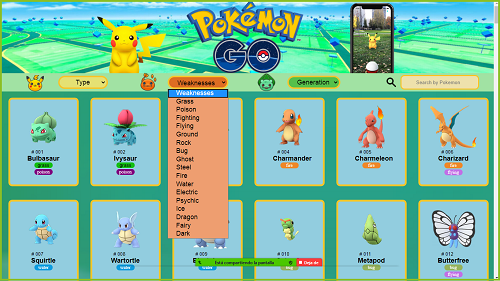 POKÉMON
GO
Type
Weaknesses
Generation
Search by Pokemon
Weaknesses
Grass
Poison
Fighting
Flying
Ground
Rock
Bug
Ghost
Steel
Fire
Water
Electric
Psychic
Ice
Dragon
Fairy
Dark
# 001
Bulbasaur
grass
poison
# 002
Ivysaur
grass
poison
# 004
Charmander
fire
# 005
Charmeleon
fire
# 006
Charizard
fire
flying
# 007
Squirtle
water
# 008
Wartortle
water
# 010
# 011
Metapod
bug
# 012
Butterfree
bug
flying
Está compartiendo la pantalla
Deja de